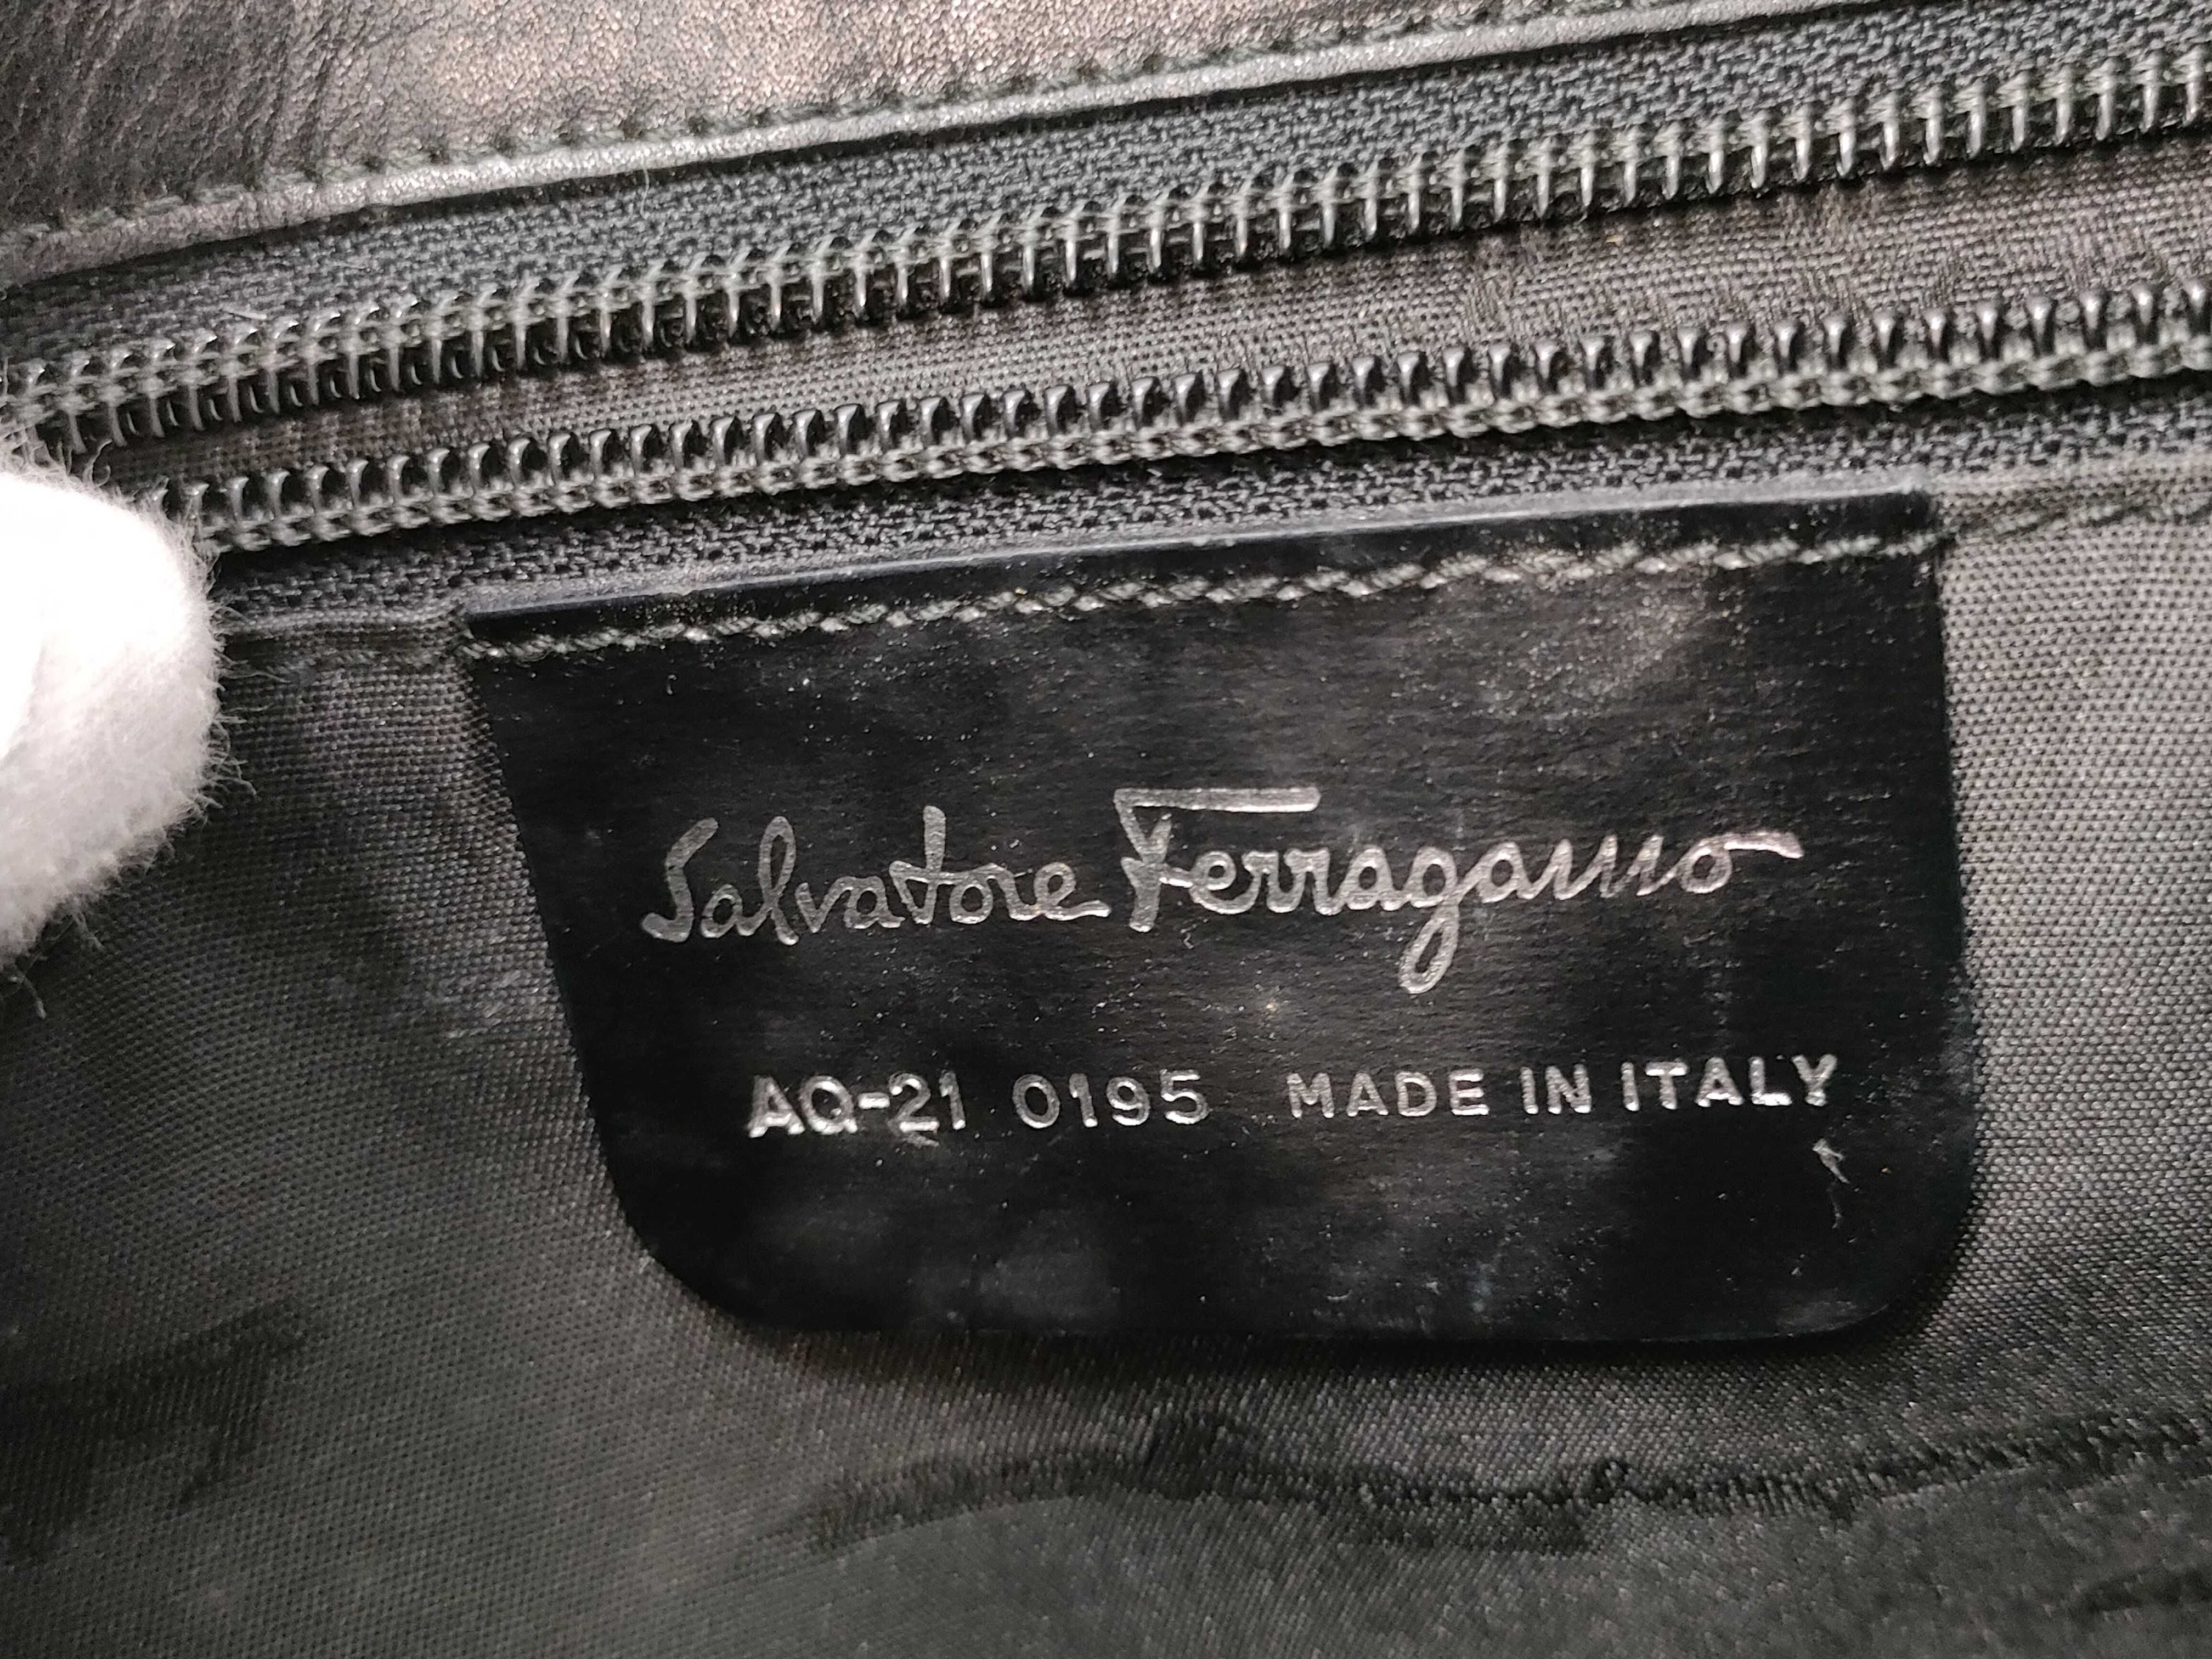 Salvatore Ferragamo
AQ-21 0195 MADE IN ITALY